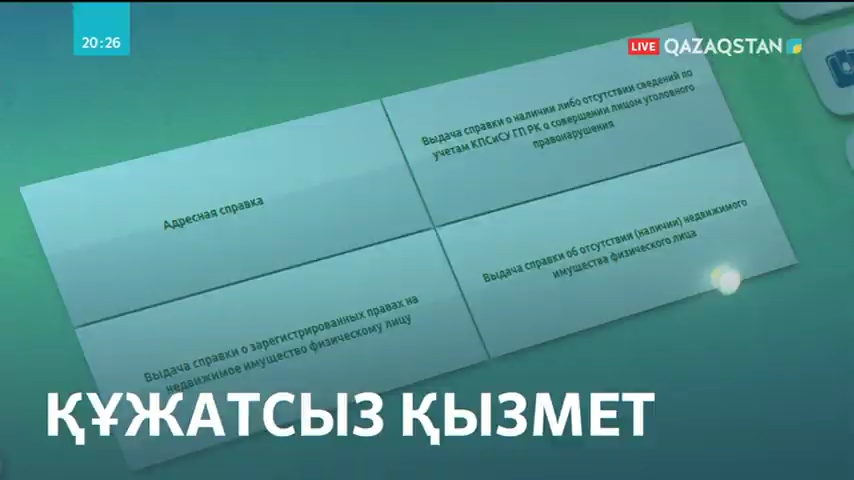 20:26
LIVE QAZAQSTAN
Выдача справки о наличии либо отсутствии сведений по
учетам КПСиСУ ГП РК о совершении лицом уголовного
правонарушения
Адресная справка
Выдача справки об отсутствии (наличии) недвижимого
имущества физического лица
Выдача справки о зарегистрированных правах на
недвижимое имущество физическому лицу
ҚҰЖАТСЫЗ ҚЫЗМЕТ